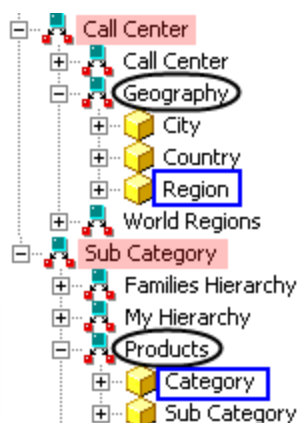 Call Center
Call Center
Geography
City
Country
Region
World Regions
Sub Category
Families Hierarchy
My Hierarchy
Products
Category
Sub Category